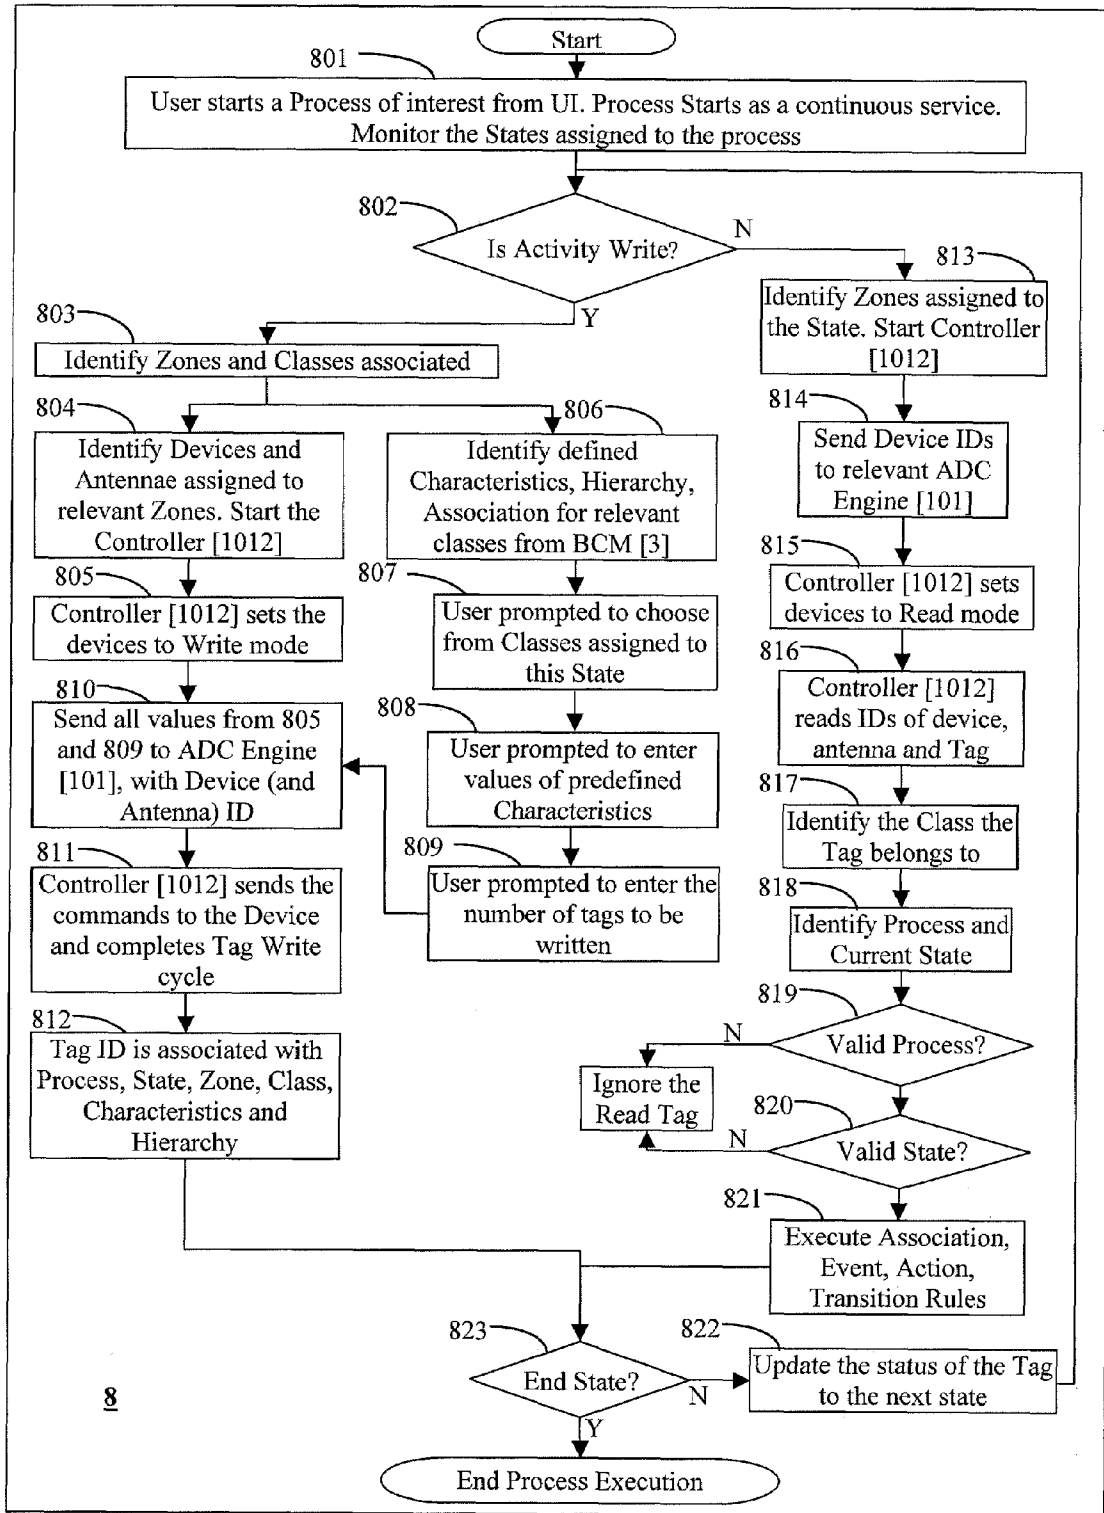 Start
801
User starts a Process of interest from UI. Process Starts as a continuous service.
Monitor the States assigned to the process
802
Is Activity Write?
N
Y
803
Identify Zones and Classes associated
804
Identify Devices and
Antennae assigned to
relevant Zones. Start the
Controller [1012]
805
Controller [1012] sets the
devices to Write mode
806
Identify defined
Characteristics, Hierarchy,
Association for relevant
classes from BCM [3]
807
User prompted to choose
from Classes assigned to
this State
808
User prompted to enter
values of predefined
Characteristics
809
User prompted to enter the
number of tags to be
written
810
Send all values from 805
and 809 to ADC Engine
[101], with Device (and
Antenna) ID
811
Controller [1012] sends the
commands to the Device
and completes Tag Write
cycle
812
Tag ID is associated with
Process, State, Zone, Class,
Characteristics and
Hierarchy
813
Identify Zones assigned to
the State. Start Controller
[1012]
814
Send Device IDs
to relevant ADC
Engine [101]
815
Controller [1012] sets
devices to Read mode
816
Controller [1012]
reads IDs of device,
antenna and Tag
817
Identify the Class the
Tag belongs to
818
Identify Process and
Current State
819
Valid Process?
N
Ignore the
Read Tag
820
Valid State?
N
821
Execute Association,
Event, Action,
Transition Rules
823
End State?
N
Y
822
Update the status of the Tag
to the next state
End Process Execution
8